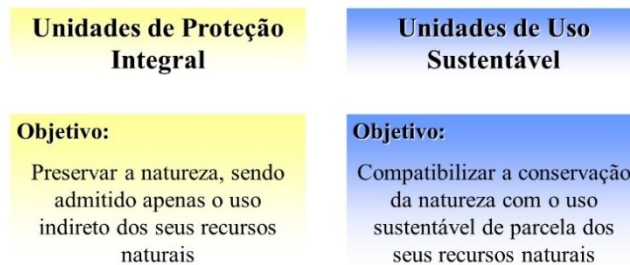 Unidades de Proteção
Integral
Unidades de Uso
Sustentável
Objetivo:
Preservar a natureza, sendo
admitido apenas o uso
indireto dos seus recursos
naturais
Objetivo:
Compatibilizar a conservação
da natureza com o uso
sustentável de parcela dos
seus recursos naturais